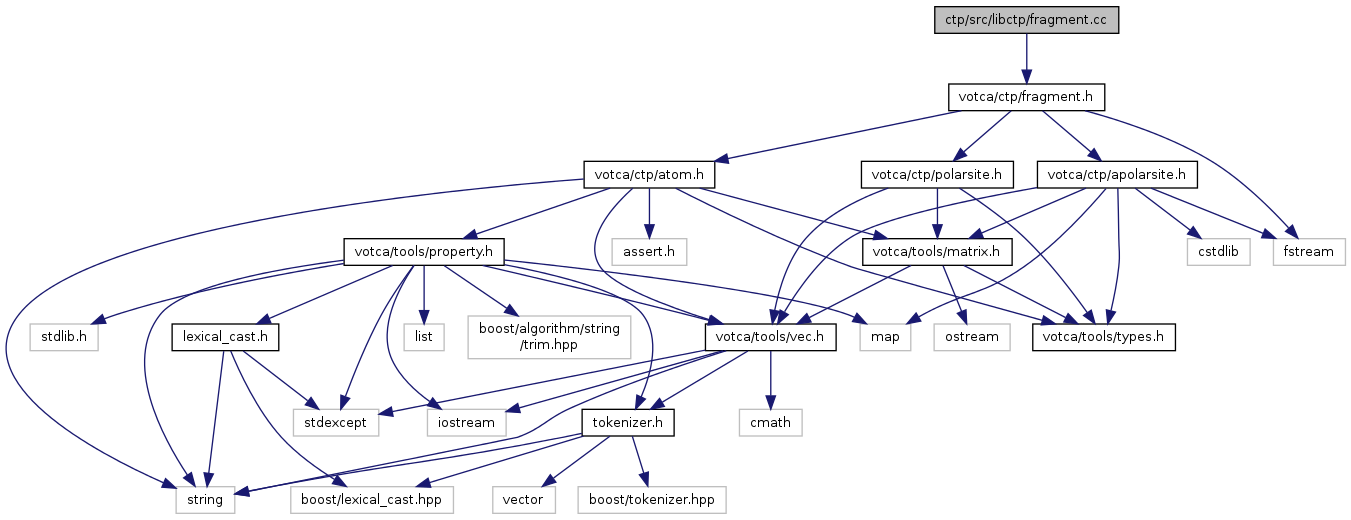 ctp/src/libctp/fragment.cc
votca/ctp/fragment.h
votca/ctp/atom.h
votca/ctp/polarsite.h
votca/ctp/apolarsite.h
votca/tools/property.h
assert.h
votca/tools/matrix.h
cstdlib
fstream
stdlib.h
lexical_cast.h
list
boost/algorithm/string
/trim.hpp
votca/tools/vec.h
map
ostream
votca/tools/types.h
stdexcept
iostream
tokenizer.h
cmath
string
boost/lexical_cast.hpp
vector
boost/tokenizer.hpp